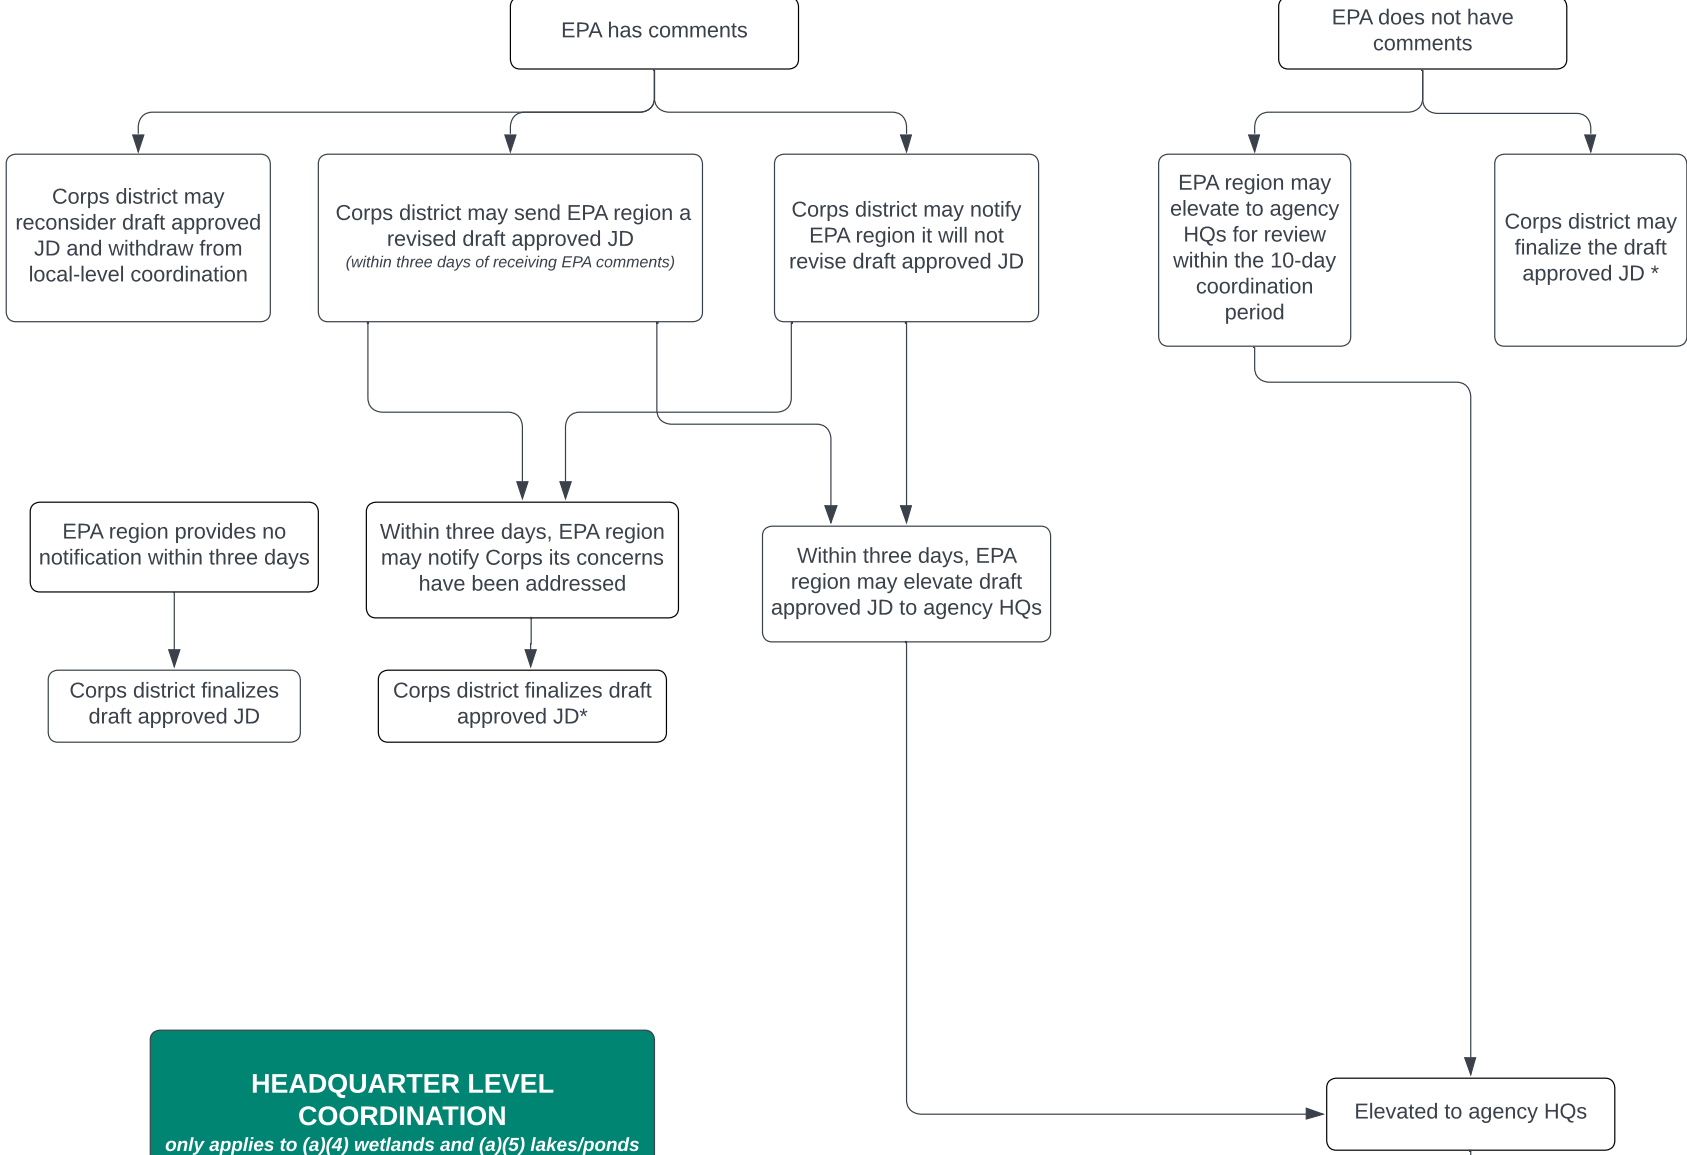 EPA has comments
EPA does not have
comments
Corps district may
reconsider draft approved
JD and withdraw from
local-level coordination
Corps district may send EPA region a
revised draft approved JD
(within three days of receiving EPA comments)
Corps district may notify
EPA region it will not
revise draft approved JD
EPA region may
elevate to agency
HQs for review
within the 10-day
coordination
period
Corps district may
finalize the draft
approved JD *
EPA region provides no
notification within three days
Within three days, EPA region
may notify Corps its concerns
have been addressed
Within three days, EPA
region may elevate draft
approved JD to agency HQs
Corps district finalizes
draft approved JD
Corps district finalizes draft
approved JD*
HEADQUARTER LEVEL
COORDINATION
only applies to (a)(4) wetlands and (a)(5) lakes/ponds
Elevated to agency HQs